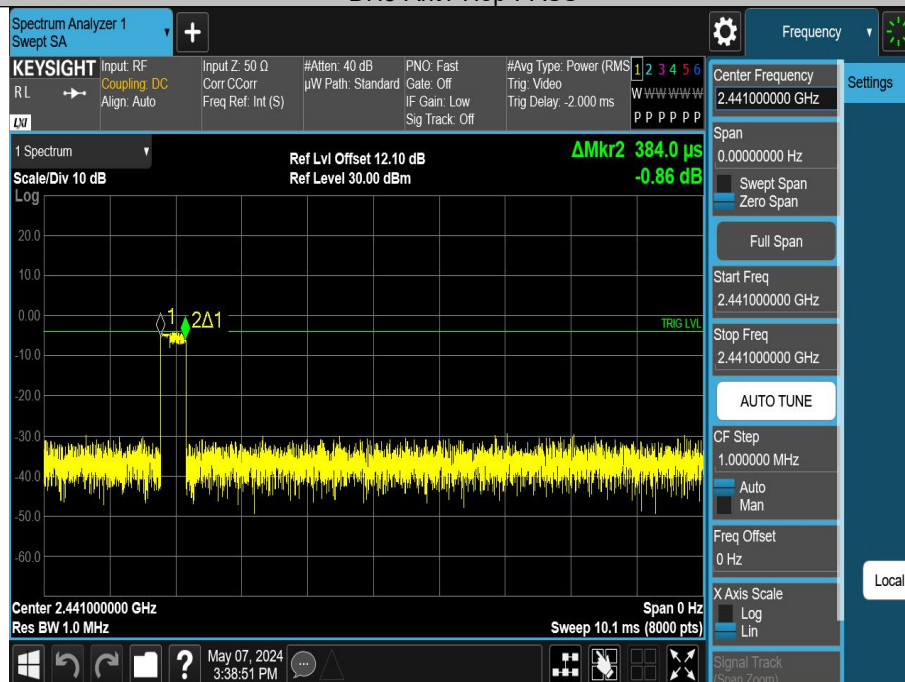 Spectrum Analyzer 1
Swept SA
Frequency
KEYSIGHT
RL
LXI
Input: RF
Coupling: DC
Align: Auto
Input Z: 50 Ω
Corr CCorr
Freq Ref: Int (S)
#Atten: 40 dB
µW Path: Standard
PNO: Fast
Gate: Off
IF Gain: Low
Sig Track: Off
#Avg Type: Power (RMS
Trig: Video
Trig Delay: -2.000 ms
1 2 3 4 5 6
W W W W W W
P P P P P P
1 Spectrum
Scale/Div 10 dB
Log
Ref Lvl Offset 12.10 dB
Ref Level 30.00 dBm
ΔMkr2 384.0 µs
-0.86 dB
20.0
10.0
0.00
-10.0
-20.0
-30.0
-40.0
-50.0
-60.0
1
2Δ1
TRIG LVL
Center 2.441000000 GHz
Res BW 1.0 MHz
Span 0 Hz
Sweep 10.1 ms (8000 pts)
May 07, 2024
3:38:51 PM
Center Frequency
2.441000000 GHz
Settings
Span
0.00000000 Hz
Swept Span
Zero Span
Full Span
Start Freq
2.441000000 GHz
Stop Freq
2.441000000 GHz
AUTO TUNE
CF Step
1.000000 MHz
Auto
Man
Freq Offset
0 Hz
X Axis Scale
Log
Lin
Signal Track
(Span Zoom)
Local